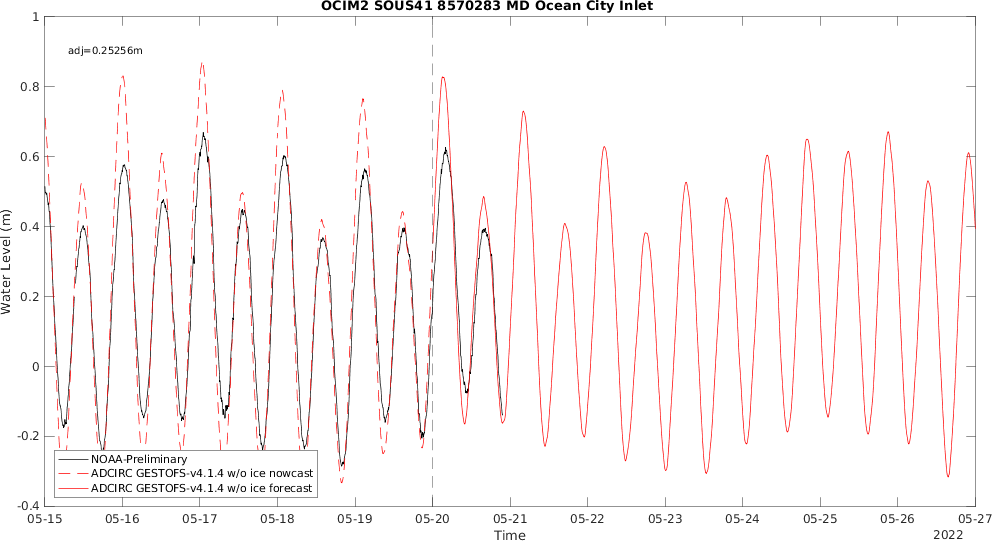 OCIM2 SOUS41 8570283 MD Ocean City Inlet
adj=0.25256m
Water Level (m)
1
0.8
0.6
0.4
0.2
0
-0.2
-0.4
NOAA-Preliminary
ADCIRC GESTOFS-v4.1.4 w/o ice nowcast
ADCIRC GESTOFS-v4.1.4 w/o ice forecast
05-15 05-16 05-17 05-18 05-19 05-20 05-21 05-22 05-23 05-24 05-25 05-26 05-27
Time
2022